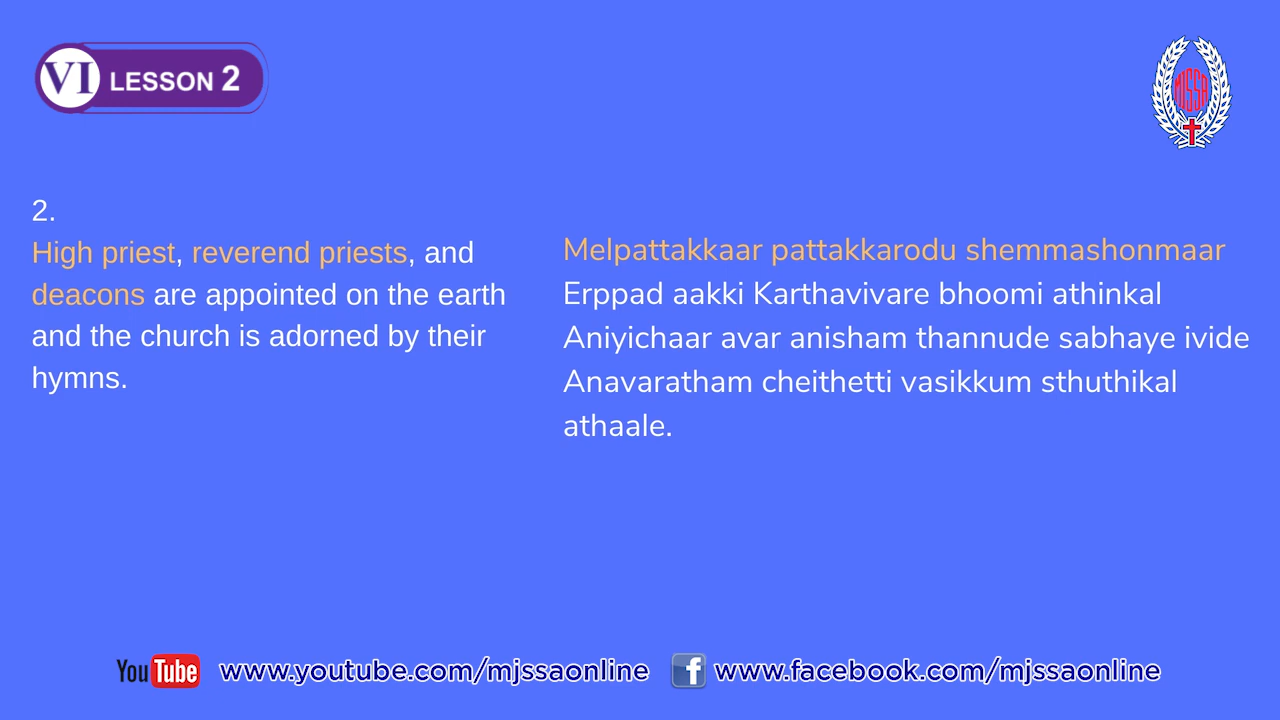 VI LESSON 2
MJSSA
2.
High priest, reverend priests, and
deacons are appointed on the earth
and the church is adorned by their
hymns.
Melpattakkaar pattakkarodu shemmashonmaar
Erppad aakki Karthavivare bhoomi athinkal
Aniyichaar avar anisham thannude sabhaye ivide
Anavaratham cheithetti vasikkum sthuthikal
athaale.
YouTube www.youtube.com/mjssaonline f www.facebook.com/mjssaonline